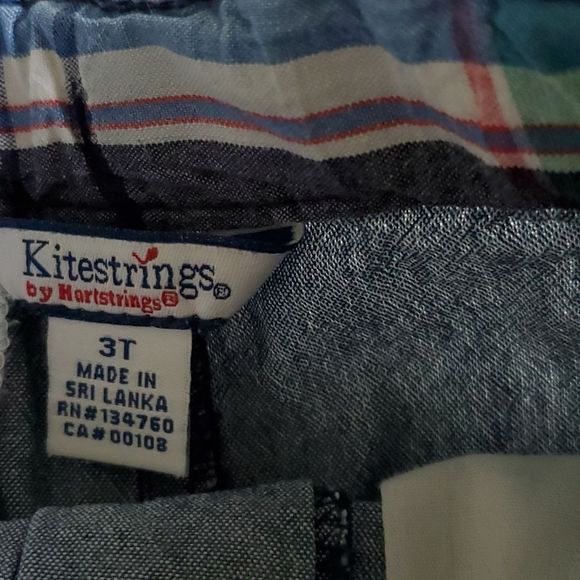 Kitestrings®
by Hartstrings®
3T
MADE IN
SRI LANKA
RN#134760
CA#00108